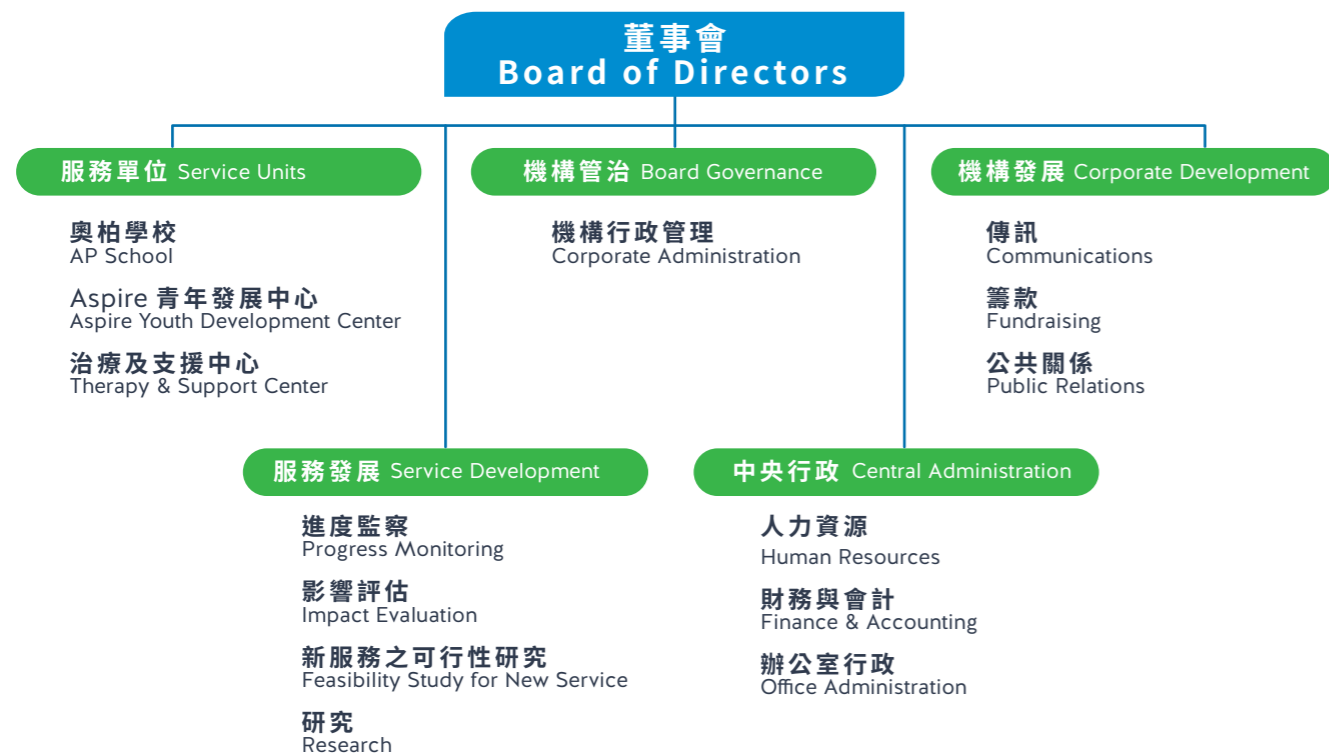 董事會
Board of Directors
服務單位 Service Units
奧柏學校
AP School
Aspire 青年發展中心
Aspire Youth Development Center
治療及支援中心
Therapy & Support Center
機構管治 Board Governance
機構行政管理
Corporate Administration
機構發展 Corporate Development
傳訊
Communications
籌款
Fundraising
公共關係
Public Relations
服務發展 Service Development
進度監察
Progress Monitoring
影響評估
Impact Evaluation
新服務之可行性研究
Feasibility Study for New Service
研究
Research
中央行政 Central Administration
人力資源
Human Resources
財務與會計
Finance & Accounting
辦公室行政
Office Administration